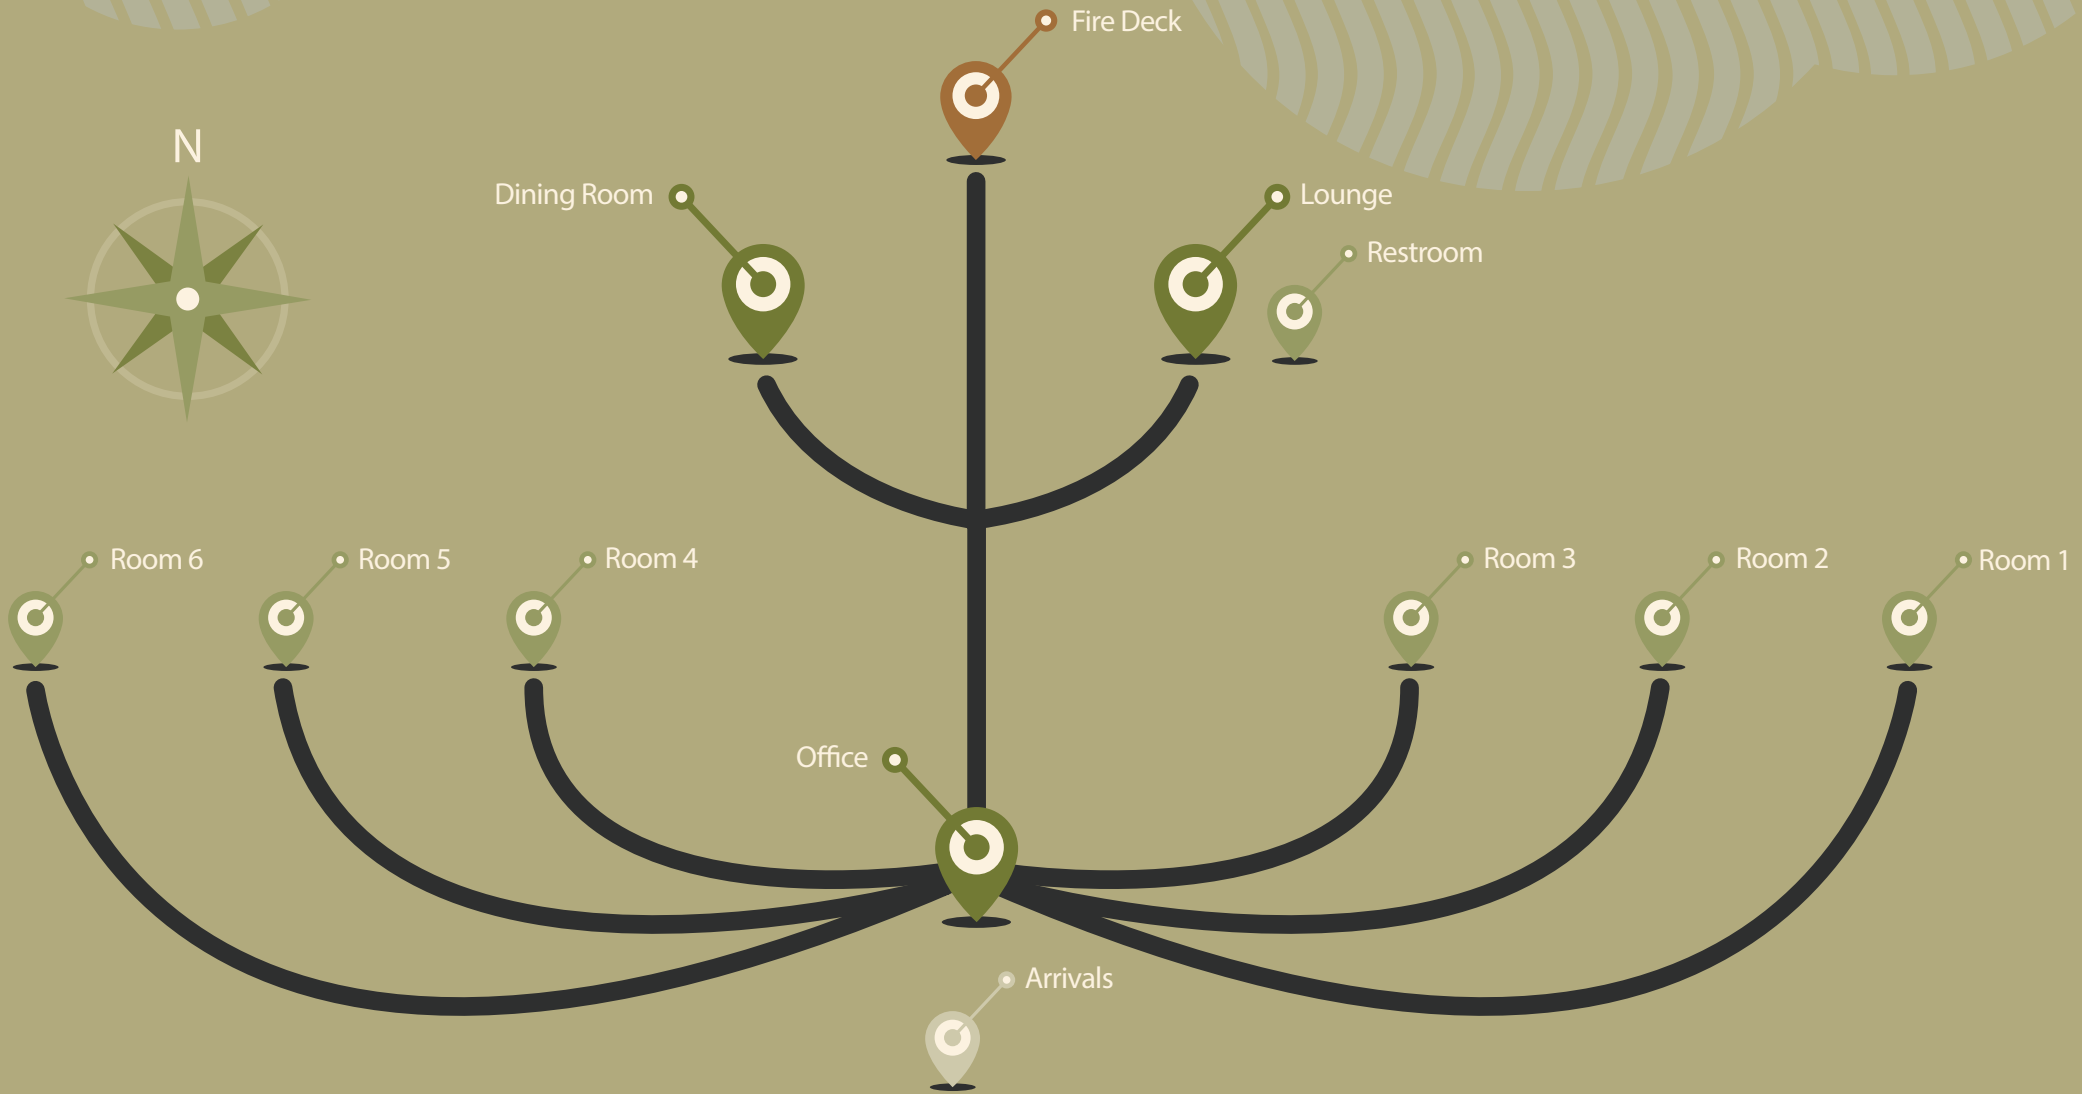 Fire Deck
N
Dining Room
Lounge
Restroom
Room 6
Room 5
Room 4
Room 3
Room 2
Room 1
Office
Arrivals